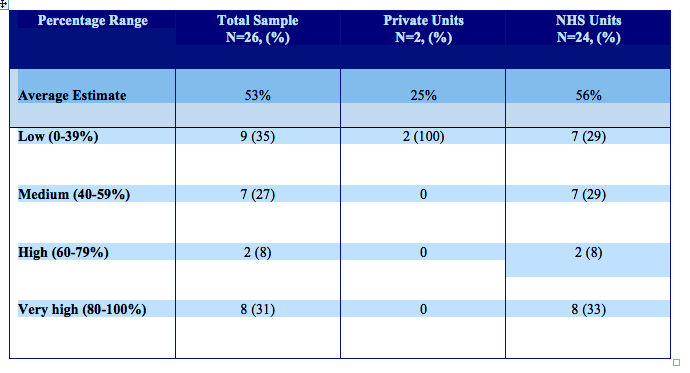 Percentage Range Total Sample Private Units NHS Units
N=26, (%) N=2, (%) N=24, (%)
Average Estimate 53% 25% 56%
Low (0-39%) 9 (35) 2 (100) 7 (29)
Medium (40-59%) 7 (27) 0 7 (29)
High (60-79%) 2 (8) 0 2 (8)
Very high (80-100%) 8 (31) 0 8 (33)